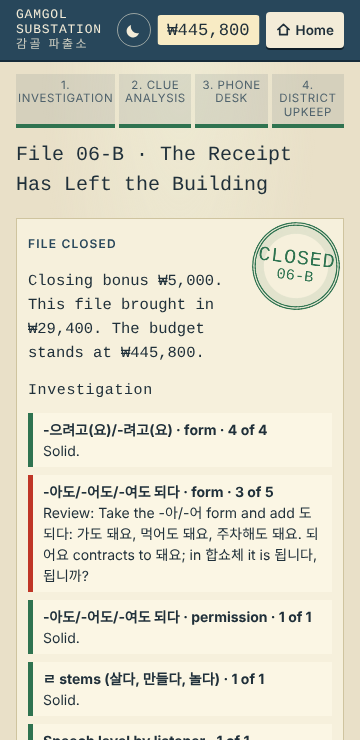 GAMGOL
SUBSTATION
감골 파출소
₩445,800
Home
1.
INVESTIGATION
2. CLUE
ANALYSIS
3. PHONE
DESK
4.
DISTRICT
UPKEEP
File 06-B · The Receipt
Has Left the Building
FILE CLOSED
CLOSED
06-B
Closing bonus ₩5,000.
This file brought in
₩29,400. The budget
stands at ₩445,800.
Investigation
-으려고(요)/-려고(요) · form · 4 of 4
Solid.
-아도/-어도/-여도 되다 · form · 3 of 5
Review: Take the -아/-어 form and add 도
되다: 가도 돼요, 먹어도 돼요, 주차해도 돼요. 되
어요 contracts to 돼요; in 합쇼체 it is 됩니다,
됩니까?
-아도/-어도/-여도 되다 · permission · 1 of 1
Solid.
ㄹ stems (살다, 만들다, 놀다) · 1 of 1
Solid.
Speech level by listener · 1 of 1